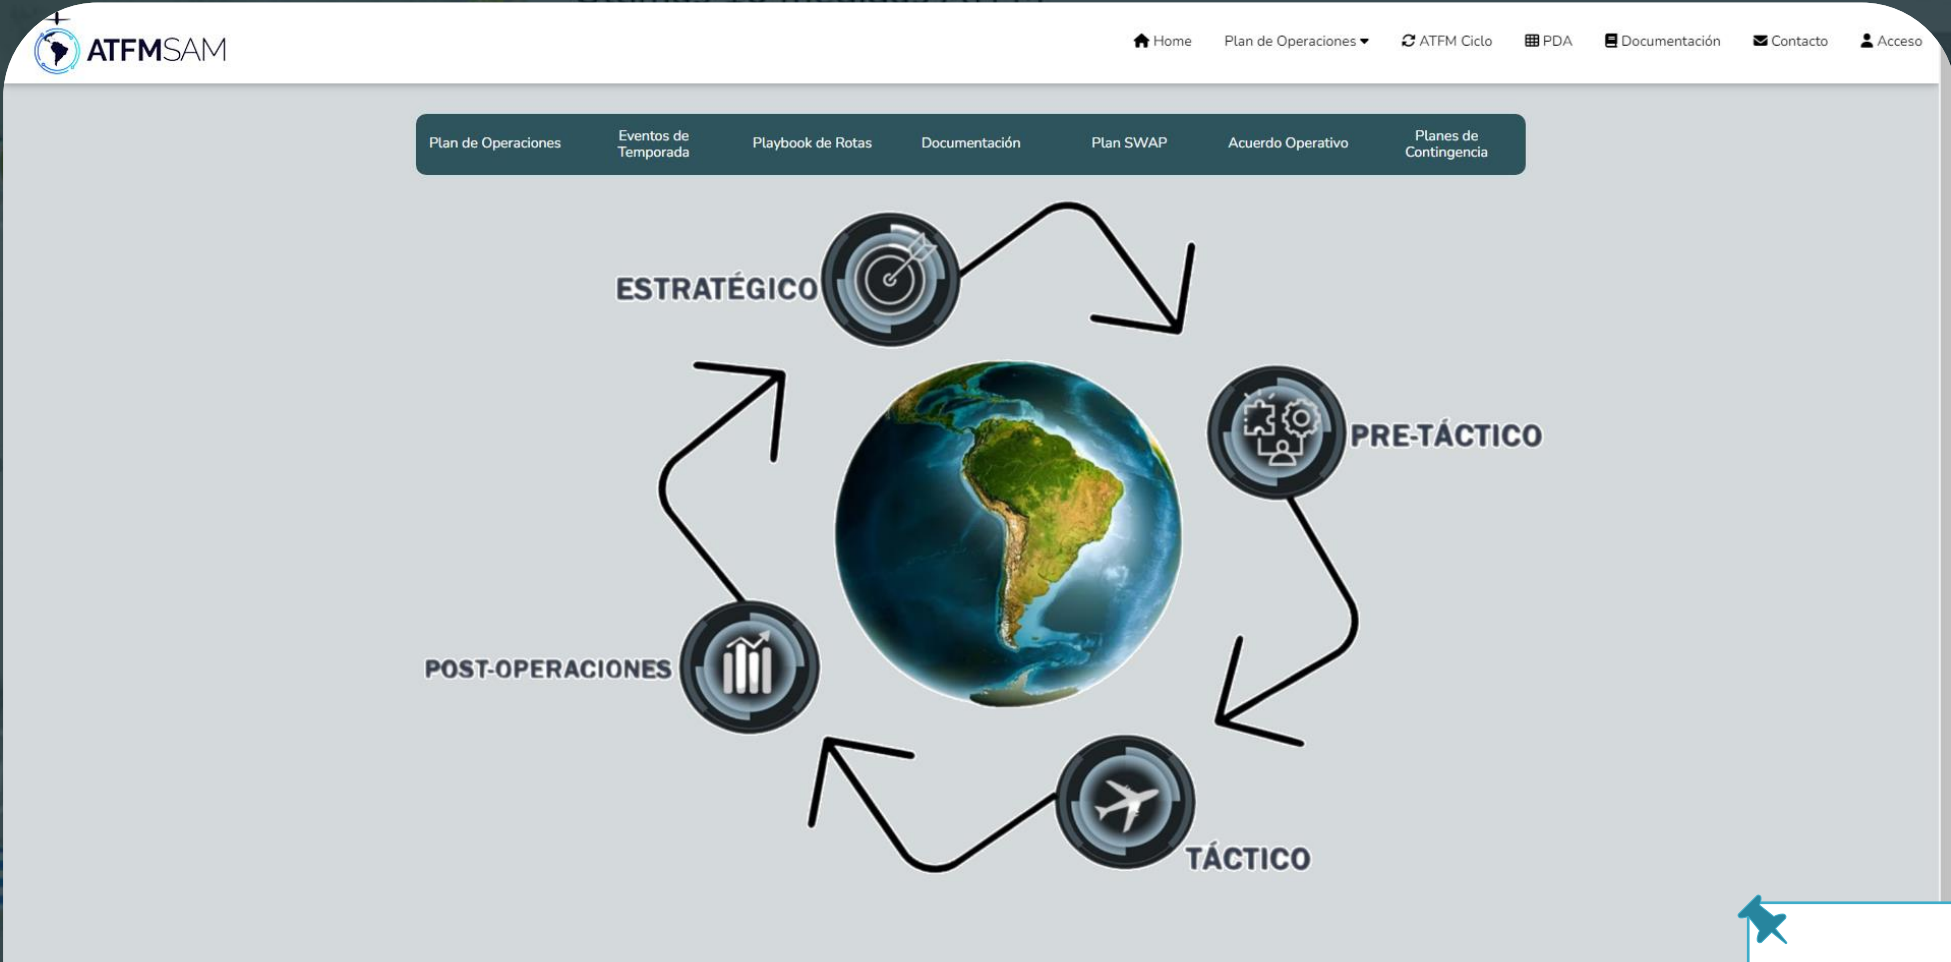 ATFMSAM
Home
Plan de Operaciones
ATFM Ciclo
PDA
Documentación
Contacto
Acceso
Plan de Operaciones
Eventos de
Temporada
Playbook de Rotas
Documentación
Plan SWAP
Acuerdo Operativo
Planes de
Contingencia
ESTRATÉGICO
PRE-TÁCTICO
POST-OPERACIONES
TÁCTICO